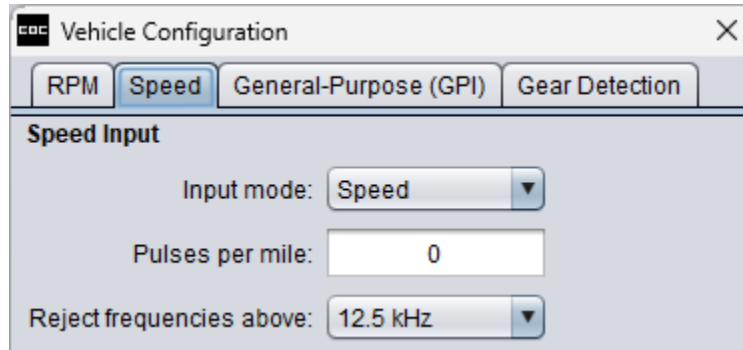 COC Vehicle Configuration
RPM Speed General-Purpose (GPI) Gear Detection
Speed Input
Input mode: Speed
Pulses per mile: 0
Reject frequencies above: 12.5 kHz